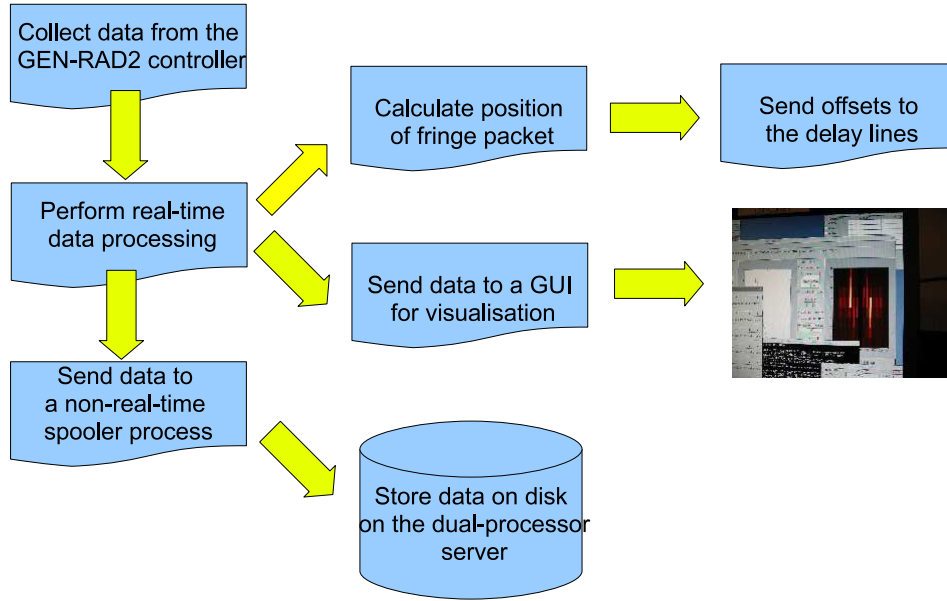 Collect data from the
GEN-RAD2 controller
Calculate position
of fringe packet
Send offsets to
the delay lines
Perform real-time
data processing
Send data to a GUI
for visualisation
Send data to
a non-real-time
spooler process
Store data on disk
on the dual-processor
server